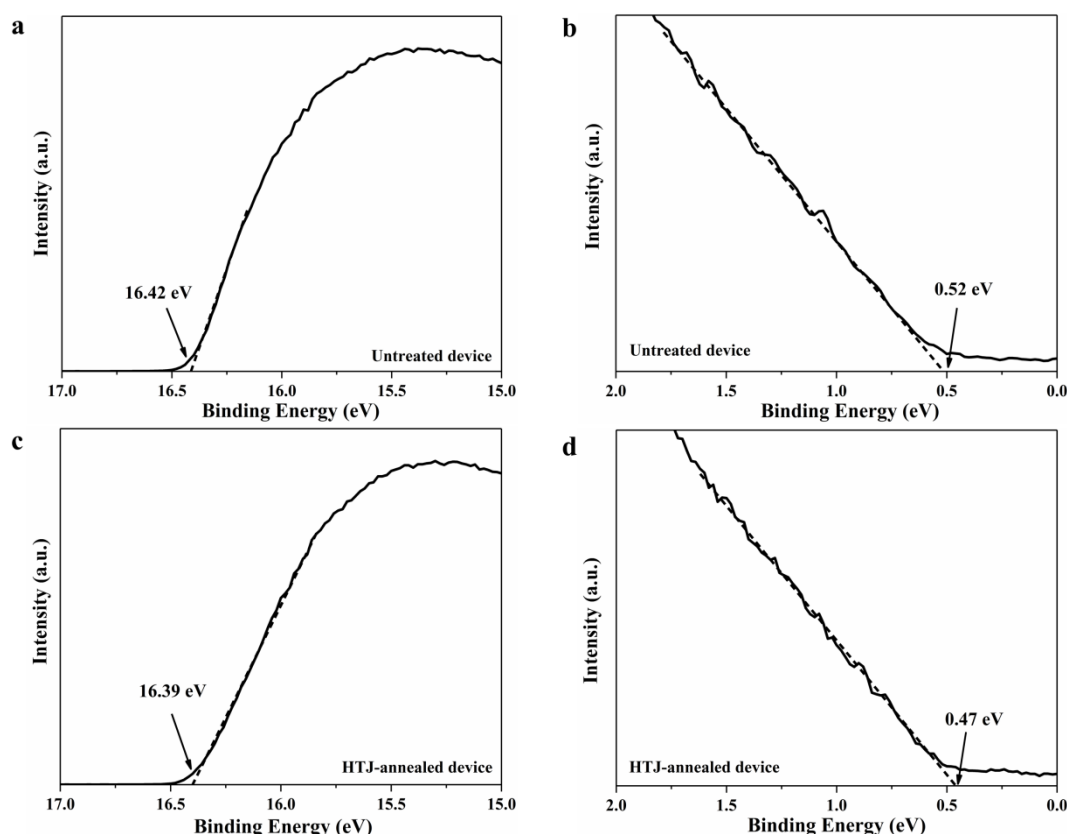 a
Intensity (a.u.)
16.42 eV
Untreated device
17.0 16.5 16.0 15.5 15.0
Binding Energy (eV)
b
Intensity (a.u.)
0.52 eV
Untreated device
2.0 1.5 1.0 0.5 0.0
Binding Energy (eV)
c
Intensity (a.u.)
16.39 eV
HTJ-annealed device
17.0 16.5 16.0 15.5 15.0
Binding Energy (eV)
d
Intensity (a.u.)
0.47 eV
HTJ-annealed device
2.0 1.5 1.0 0.5 0.0
Binding Energy (eV)